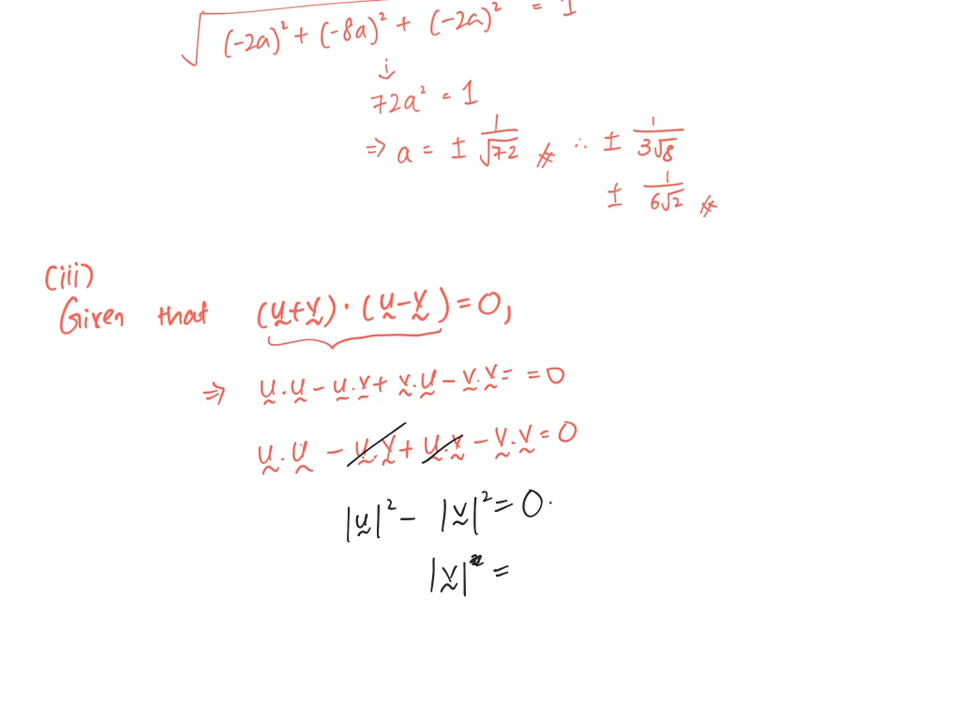 √((-2a)² + (-8a)² + (-2a)²) = 1
↓
72a² = 1
⇒ a = ± 1/√72 # ∴ ± 1/3√8
± 1/6√2 #
(iii)
Given that (u+v)·(u-v)=0,
⇒ u.u - u.v + v.u - v.v = = 0
u.u - u.v + u.v - v.v = 0
|u|² - |v|² = 0.
|v| =